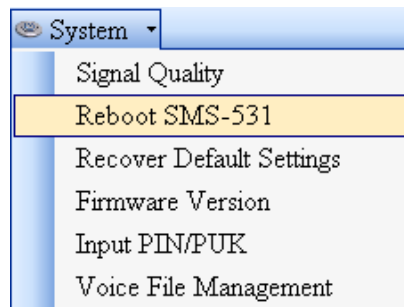 System
Signal Quality
Reboot SMS-531
Recover Default Settings
Firmware Version
Input PIN/PUK
Voice File Management